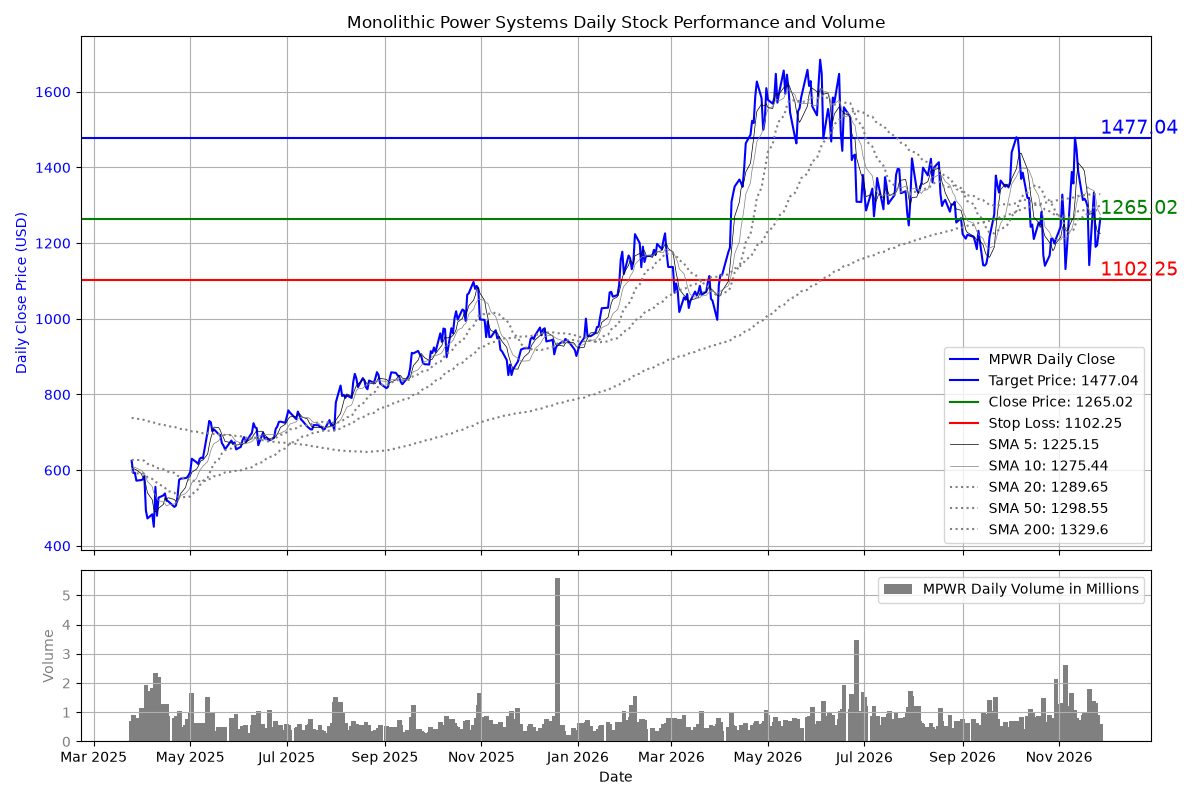 Monolithic Power Systems Daily Stock Performance and Volume
Daily Close Price (USD)
1600
1400
1200
1000
800
600
400
1477.04
1265.02
1102.25
MPWR Daily Close
Target Price: 1477.04
Close Price: 1265.02
Stop Loss: 1102.25
SMA 5: 1225.15
SMA 10: 1275.44
SMA 20: 1289.65
SMA 50: 1298.55
SMA 200: 1329.6
Volume
5
4
3
2
1
0
MPWR Daily Volume in Millions
Mar 2025 May 2025 Jul 2025 Sep 2025 Nov 2025 Jan 2026 Mar 2026 May 2026 Jul 2026 Sep 2026 Nov 2026
Date